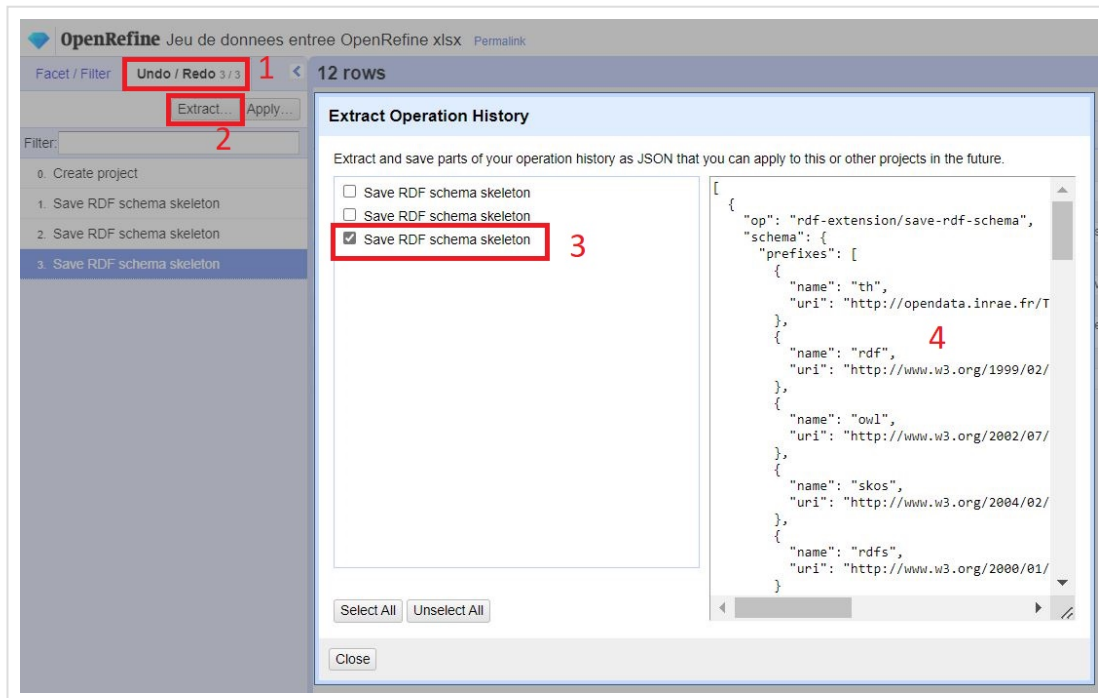 OpenRefine Jeu de donnees entree OpenRefine xlsx Permalink
Facet / Filter Undo / Redo 3 / 3 1
Extract... Apply...
2
Filter:
0. Create project
1. Save RDF schema skeleton
2. Save RDF schema skeleton
3. Save RDF schema skeleton
12 rows
Extract Operation History
Extract and save parts of your operation history as JSON that you can apply to this or other projects in the future.
Save RDF schema skeleton
Save RDF schema skeleton
Save RDF schema skeleton
3
Select All Unselect All
[
{
"op": "rdf-extension/save-rdf-schema",
"schema": {
"prefixes": [
{
"name": "th",
"uri": "http://opendata.inrae.fr/T
},
{
"name": "rdf",
"uri": "http://www.w3.org/1999/02/
},
{
"name": "owl",
"uri": "http://www.w3.org/2002/07/
},
{
"name": "skos",
"uri": "http://www.w3.org/2004/02/
},
{
"name": "rdfs",
"uri": "http://www.w3.org/2000/01/
}
4
Close